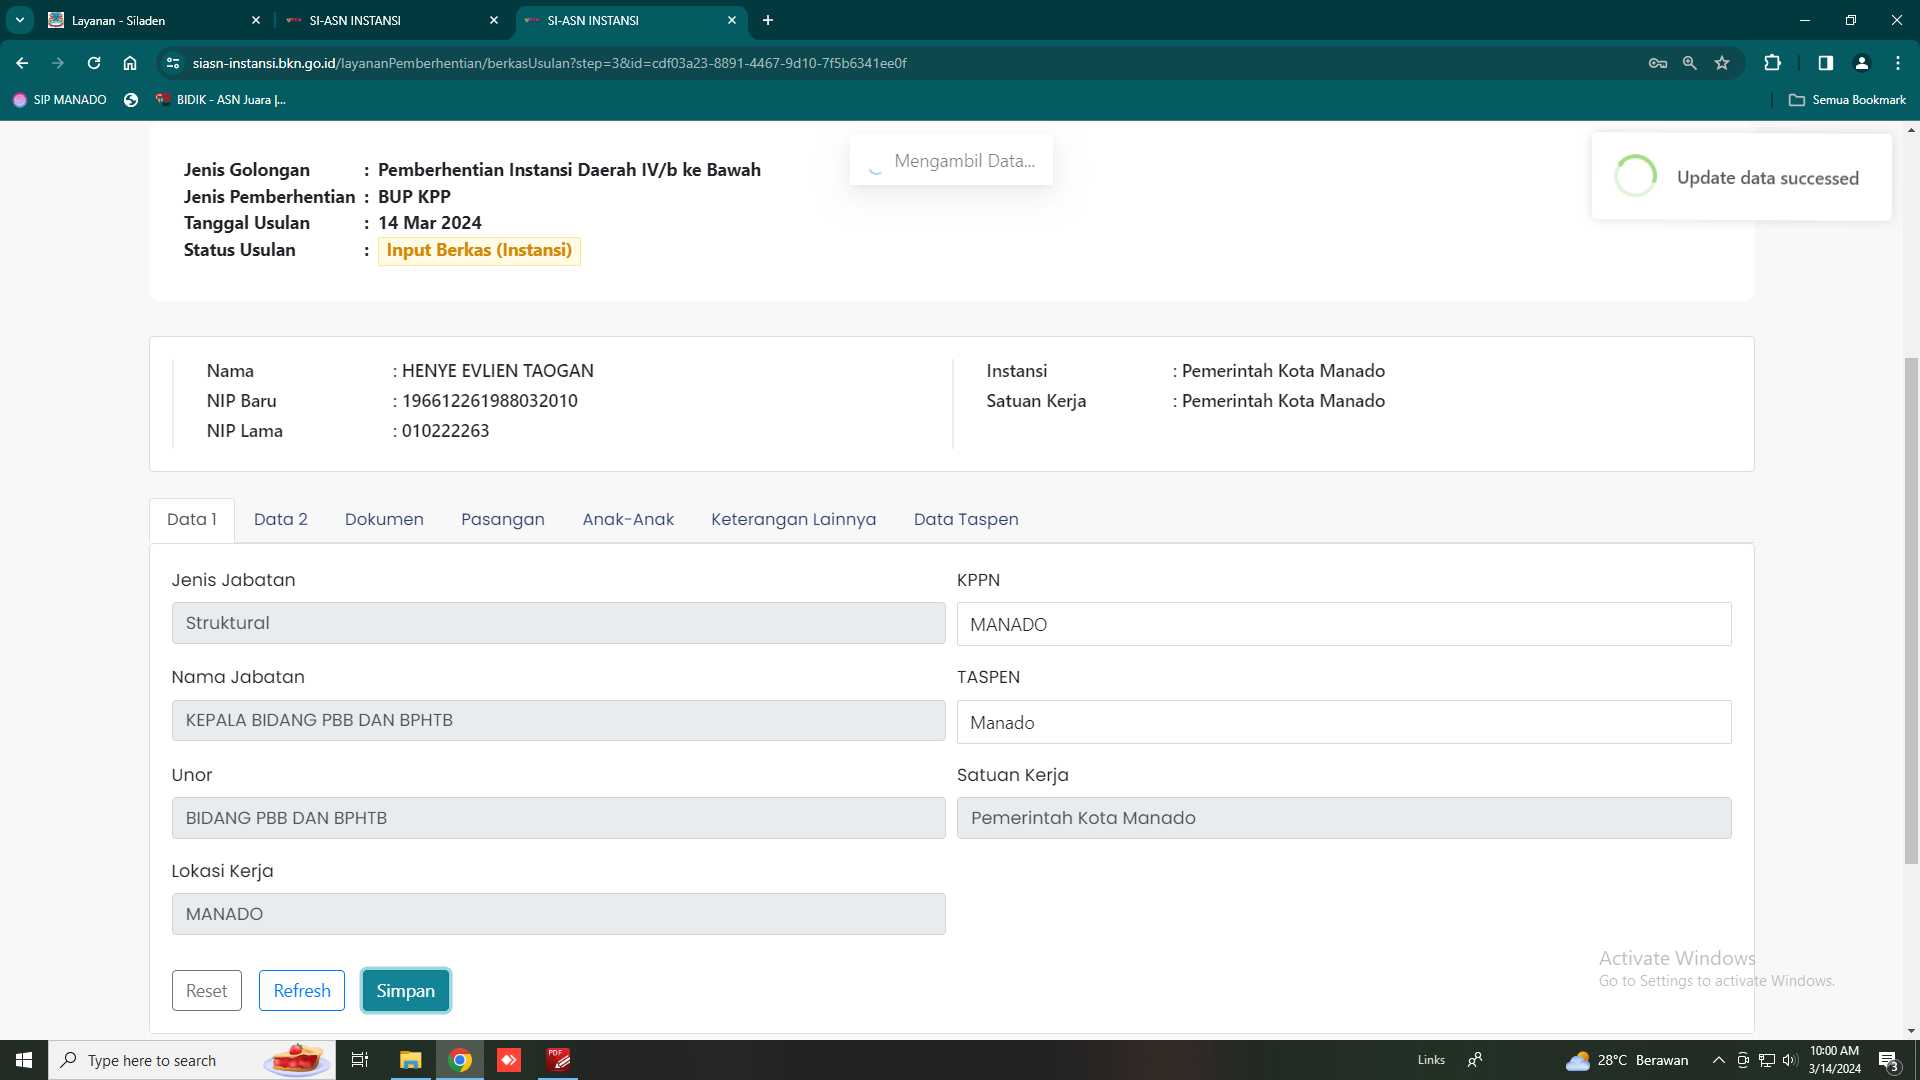 Layanan - Siladen
SI-ASN INSTANSI
SI-ASN INSTANSI
siasn-instansi.bkn.go.id/layananPemberhentian/berkasUsulan?step=3&id=cdf03a23-8891-4467-9d10-7f5b6341ee0f
SIP MANADO
BIDIK - ASN Juara |...
Semua Bookmark
Mengambil Data...
Update data successed
Jenis Golongan : Pemberhentian Instansi Daerah IV/b ke Bawah
Jenis Pemberhentian : BUP KPP
Tanggal Usulan : 14 Mar 2024
Status Usulan : Input Berkas (Instansi)
Nama : HENYE EVLIEN TAOGAN
NIP Baru : 196612261988032010
NIP Lama : 010222263
Instansi : Pemerintah Kota Manado
Satuan Kerja : Pemerintah Kota Manado
Data 1 Data 2 Dokumen Pasangan Anak-Anak Keterangan Lainnya Data Taspen
Jenis Jabatan
Struktural
KPPN
MANADO
Nama Jabatan
KEPALA BIDANG PBB DAN BPHTB
TASPEN
Manado
Unor
BIDANG PBB DAN BPHTB
Satuan Kerja
Pemerintah Kota Manado
Lokasi Kerja
MANADO
Reset Refresh Simpan
Activate Windows
Go to Settings to activate Windows.
Type here to search
PDF
Links
28°C Berawan
10:00 AM
3/14/2024
3